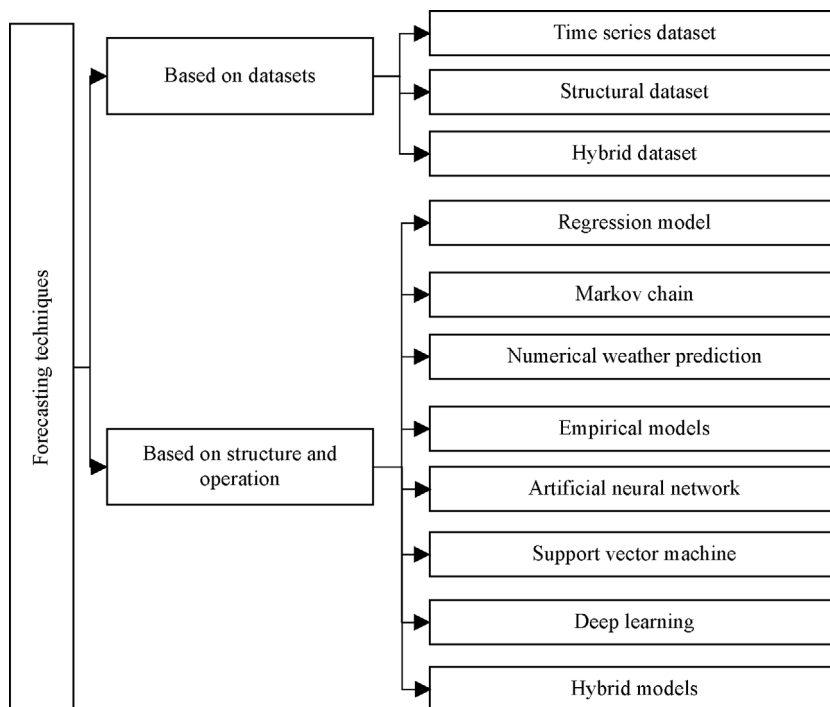 Forecasting techniques
Based on datasets
Time series dataset
Structural dataset
Hybrid dataset
Based on structure and
operation
Regression model
Markov chain
Numerical weather prediction
Empirical models
Artificial neural network
Support vector machine
Deep learning
Hybrid models